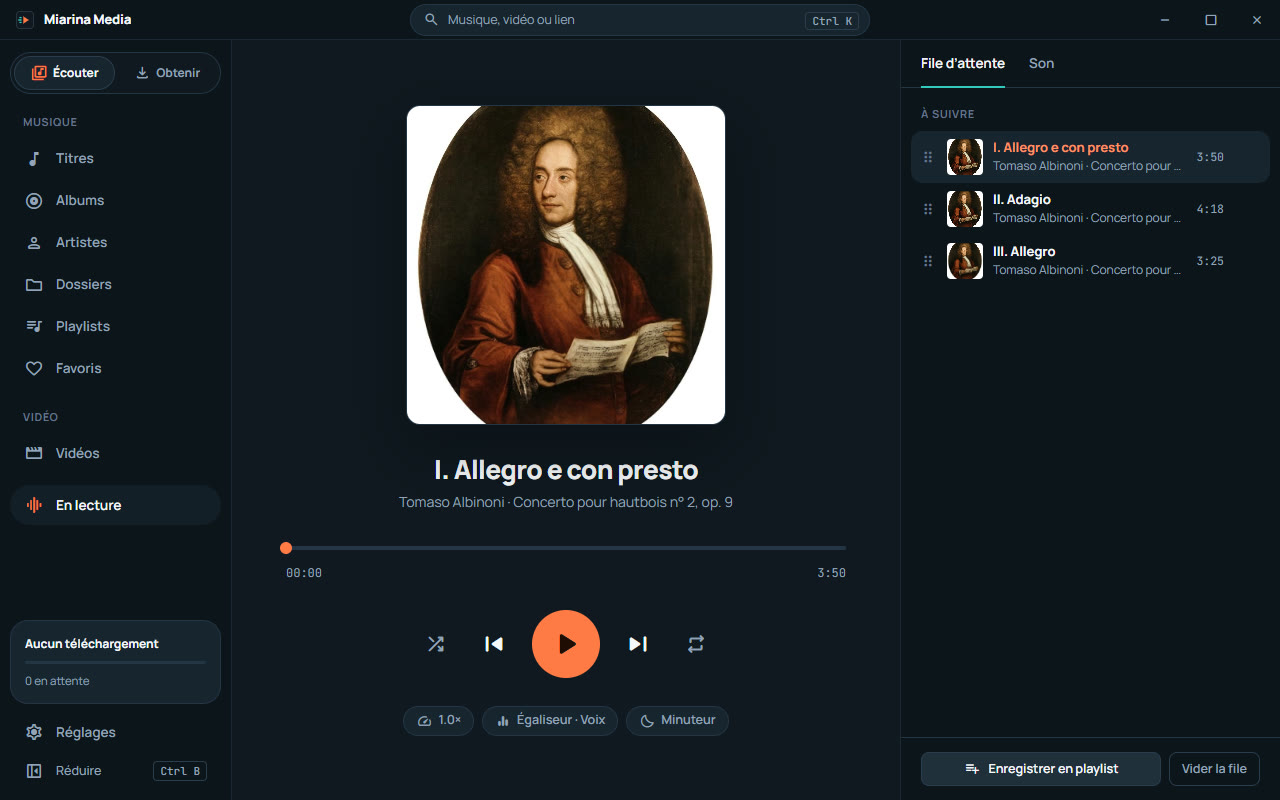 Miarina Media
Musique, vidéo ou lien
Ctrl K
Écouter
Obtenir
MUSIQUE
Titres
Albums
Artistes
Dossiers
Playlists
Favoris
VIDÉO
Vidéos
En lecture
Aucun téléchargement
0 en attente
Réglages
Réduire
Ctrl B
I. Allegro e con presto
Tomaso Albinoni · Concerto pour hautbois n° 2, op. 9
00:00
3:50
1.0×
Égaliseur · Voix
Minuteur
File d'attente
Son
À SUIVRE
I. Allegro e con presto
Tomaso Albinoni · Concerto pour …
3:50
II. Adagio
Tomaso Albinoni · Concerto pour …
4:18
III. Allegro
Tomaso Albinoni · Concerto pour …
3:25
Enregistrer en playlist
Vider la file